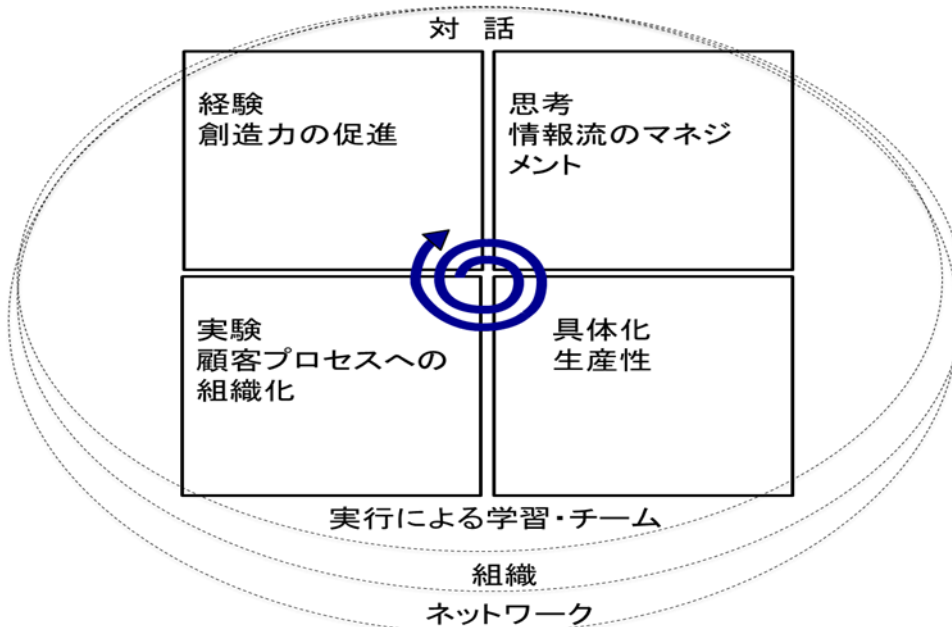 対 話
経験
創造力の促進
思考
情報流のマネジ
メント
実験
顧客プロセスへの
組織化
具体化
生産性
実行による学習・チーム
組織
ネットワーク